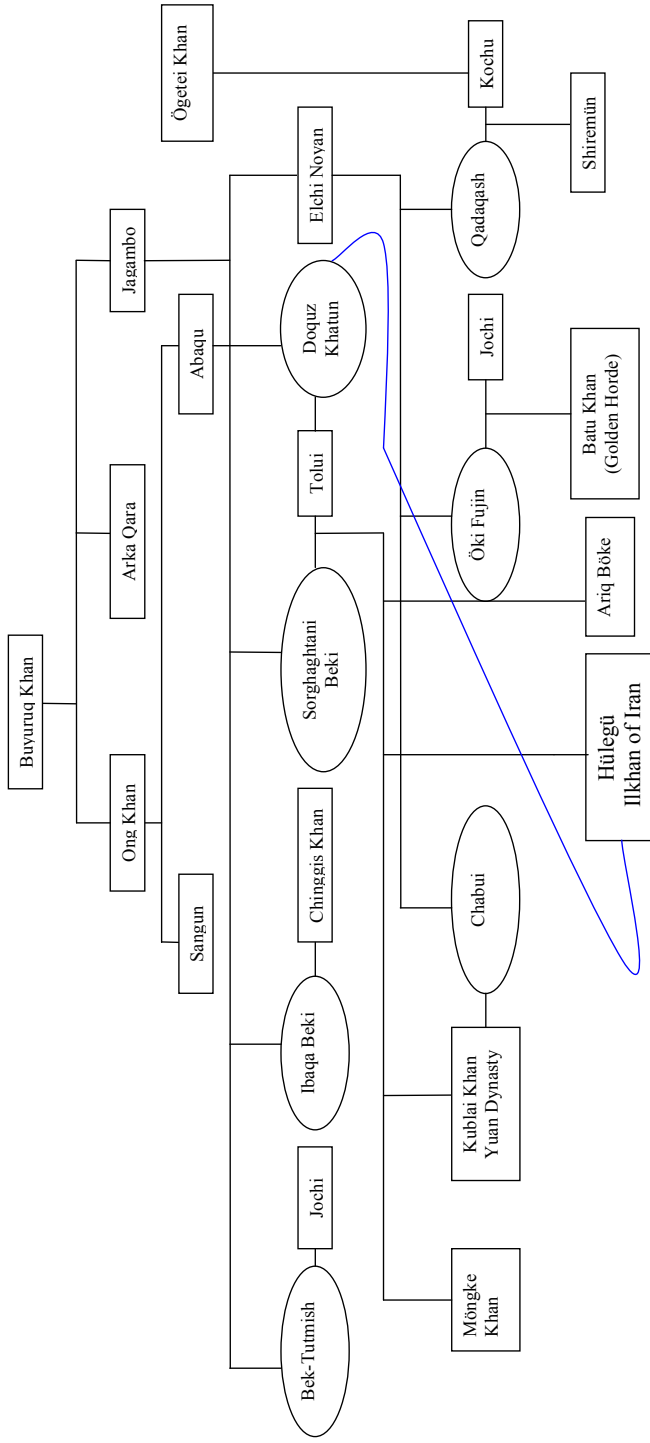 Buyuruq Khan
Ong Khan
Arka Qara
Jagambo
Ögetei Khan
Sangun
Abaqu
Bek-Tutmish
Jochi
Ibaqa Beki
Chinggis Khan
Sorghaghtani
Beki
Tolui
Doquz
Khatun
Elchi Noyan
Möngke
Khan
Kublai Khan
Yuan Dynasty
Chabui
Öki Fujin
Jochi
Qadaqash
Kochu
Hülegü
Ilkhan of Iran
Ariq Böke
Batu Khan
(Golden Horde)
Shiremün